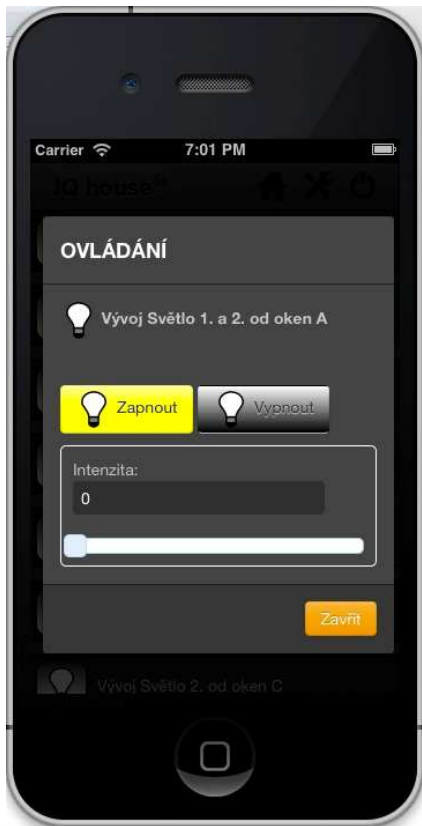 Carrier 7:01 PM
IQ house
OVLÁDÁNÍ
Vývoj Světlo 1. a 2. od oken A
Zapnout Vypnout
Intenzita:
0
Zavřít
Vývoj Světlo 2. od oken C